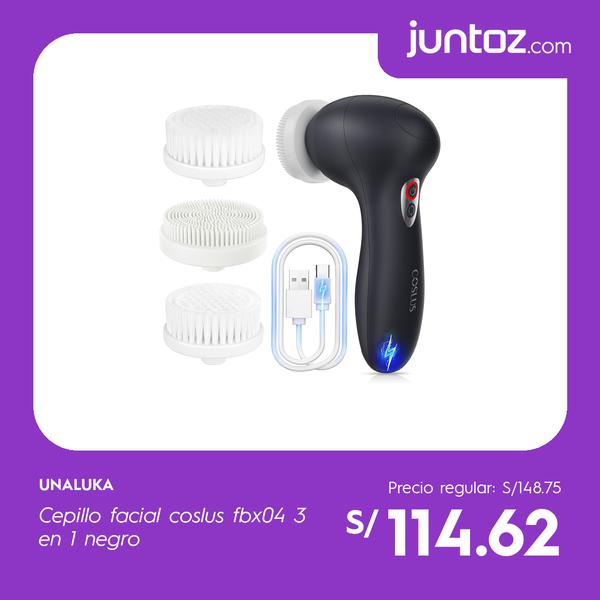 juntoz.com
COSLUS
UNALUKA
Cepillo facial coslus fbx04 3
en 1 negro
Precio regular: S/148.75
S/114.62